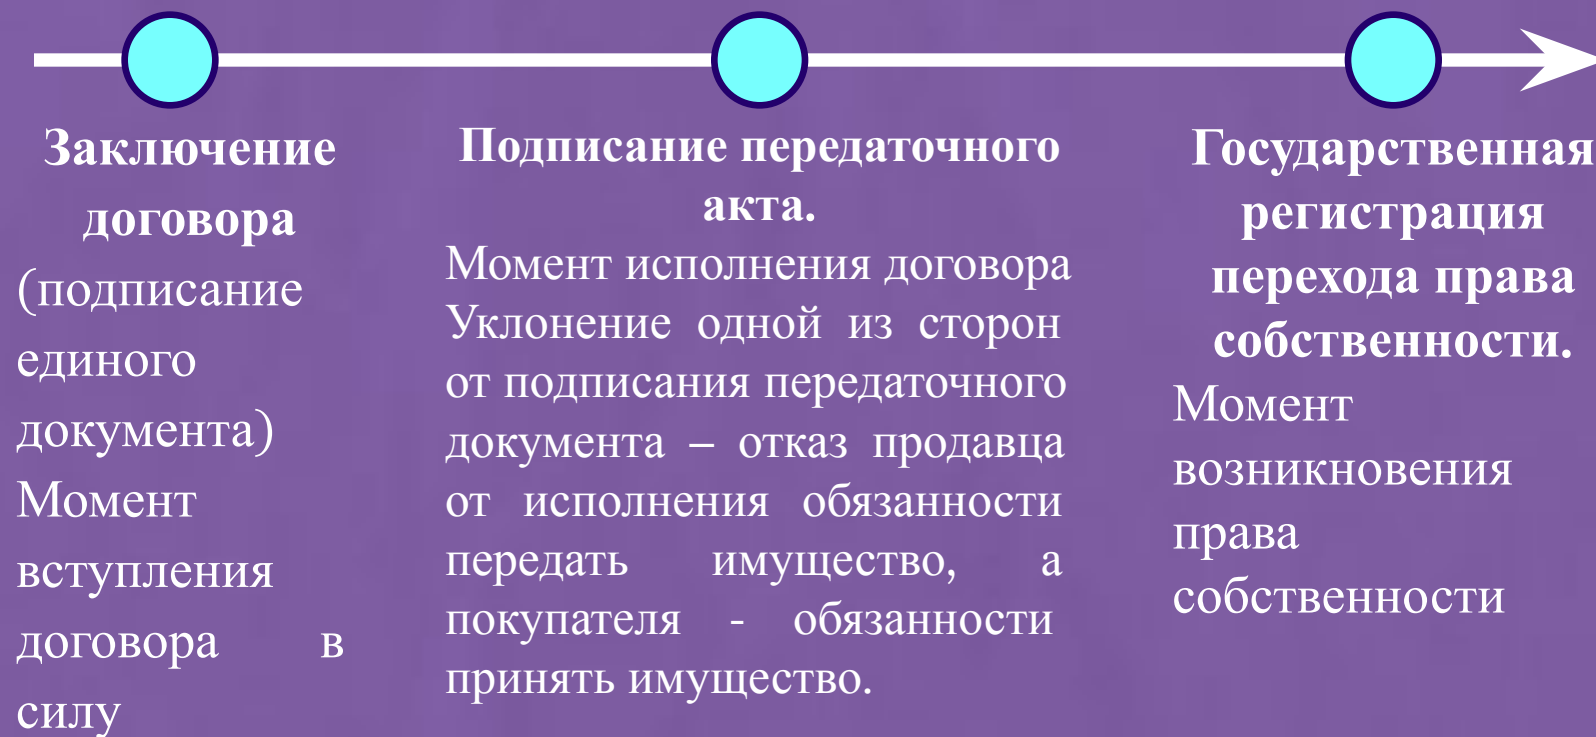 Заключение
договора
(подписание
единого
документа)
Момент
вступления
договора в
силу
Подписание передаточного
акта.
Момент исполнения договора
Уклонение одной из сторон
от подписания передаточного
документа – отказ продавца
от исполнения обязанности
передать имущество, а
покупателя - обязанности
принять имущество.
Государственная
регистрация
перехода права
собственности.
Момент
возникновения
права
собственности